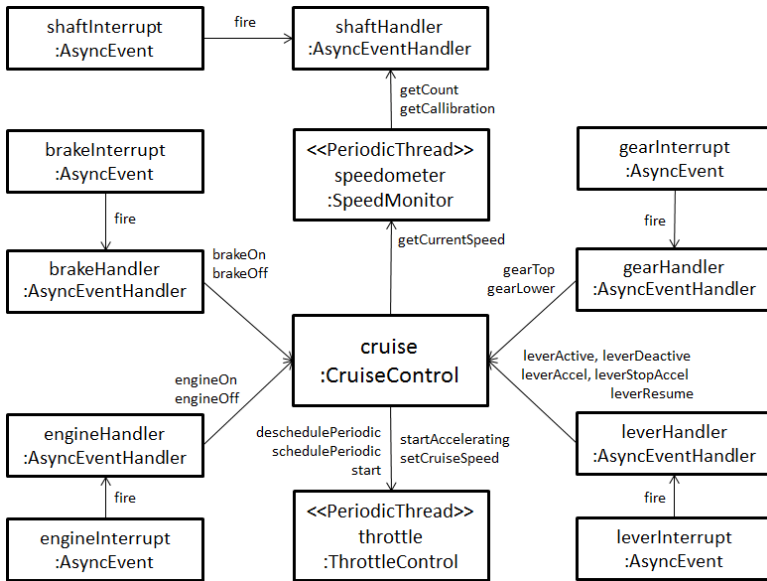 shaftInterrupt
:AsyncEvent
fire
shaftHandler
:AsyncEventHandler
getCount
getCallibration
brakeInterrupt
:AsyncEvent
<<PeriodicThread>>
speedometer
:SpeedMonitor
gearInterrupt
:AsyncEvent
fire
fire
getCurrentSpeed
brakeHandler
:AsyncEventHandler
brakeOn
brakeOff
gearTop
gearLower
gearHandler
:AsyncEventHandler
cruise
:CruiseControl
engineOn
engineOff
leverActive, leverDeactive
leverAccel, leverStopAccel
leverResume
engineHandler
:AsyncEventHandler
deschedulePeriodic
schedulePeriodic
start
startAccelerating
setCruiseSpeed
leverHandler
:AsyncEventHandler
fire
fire
engineInterrupt
:AsyncEvent
<<PeriodicThread>>
throttle
:ThrottleControl
leverInterrupt
:AsyncEvent